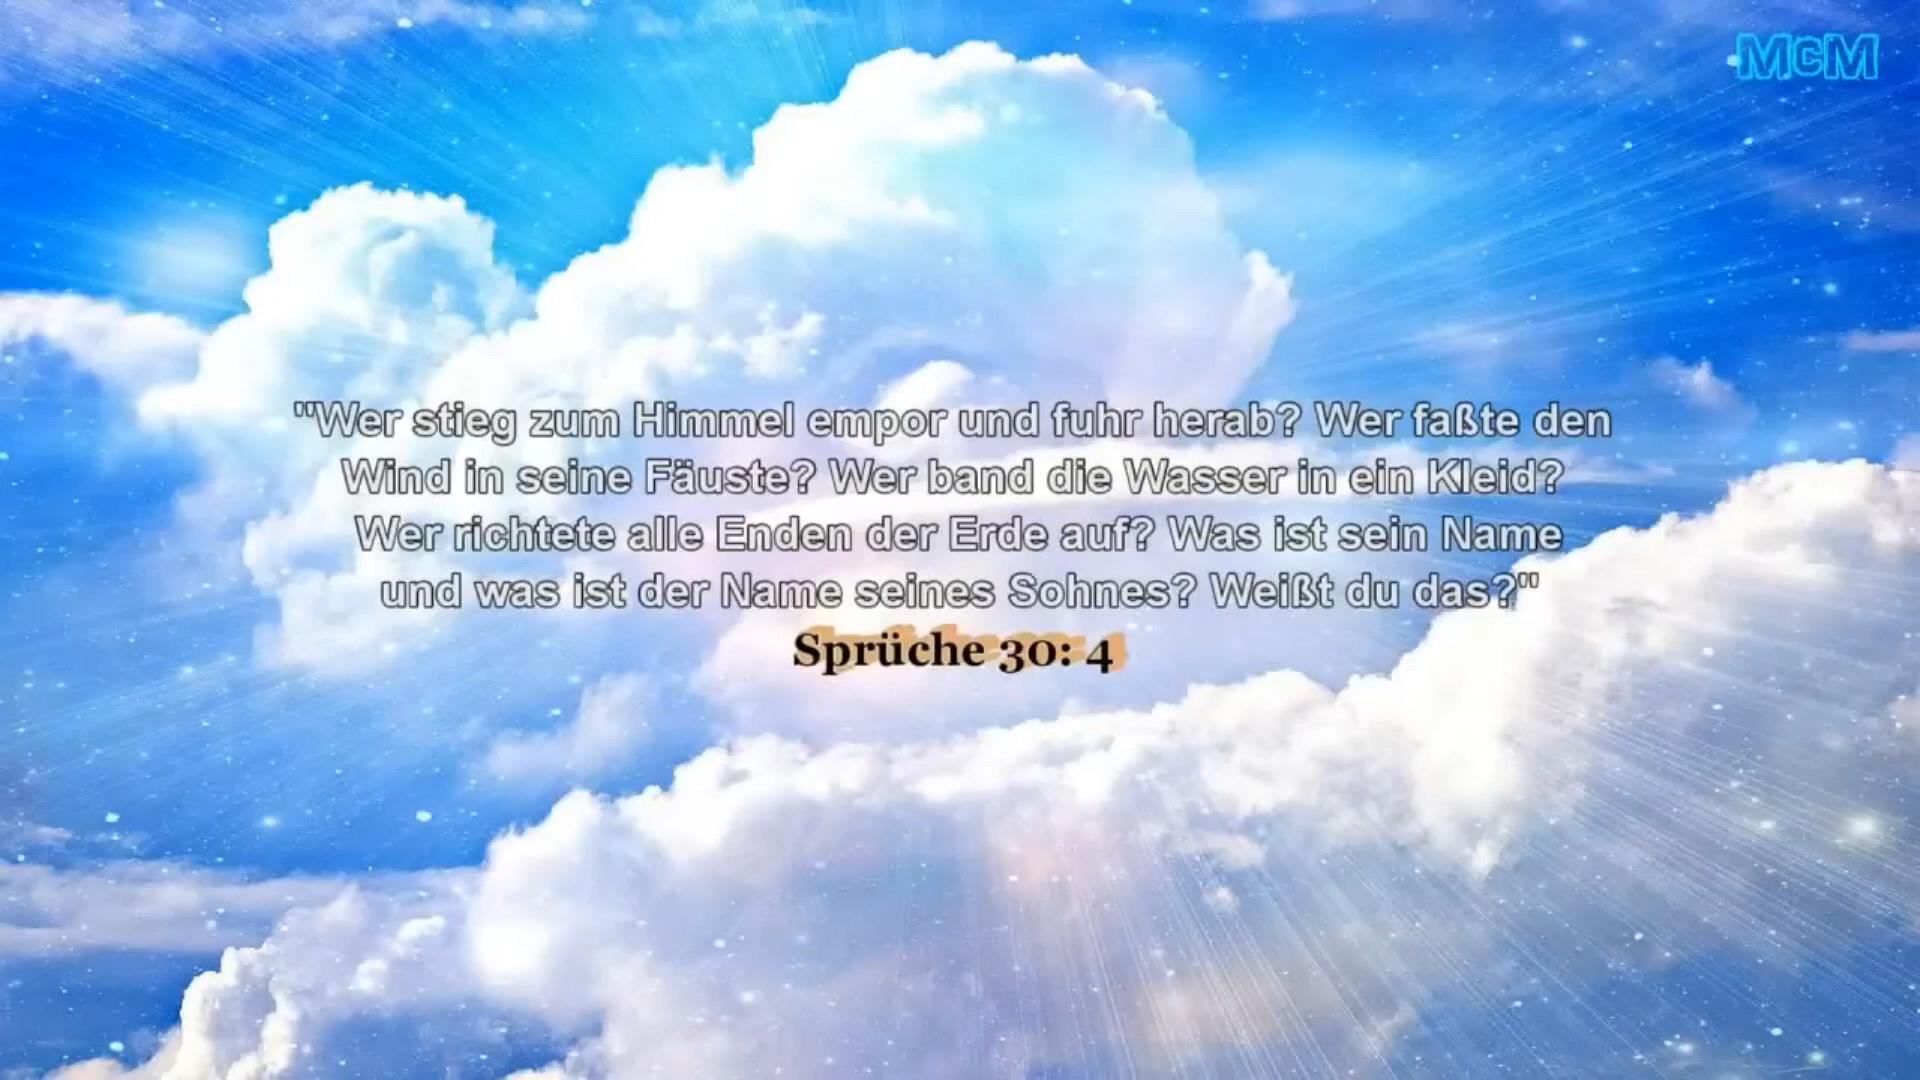 McM
"Wer stieg zum Himmel empor und fuhr herab? Wer faßte den
Wind in seine Fäuste? Wer band die Wasser in ein Kleid?
Wer richtete alle Enden der Erde auf? Was ist sein Name
und was ist der Name seines Sohnes? Weißt du das?"
Sprüche 30: 4